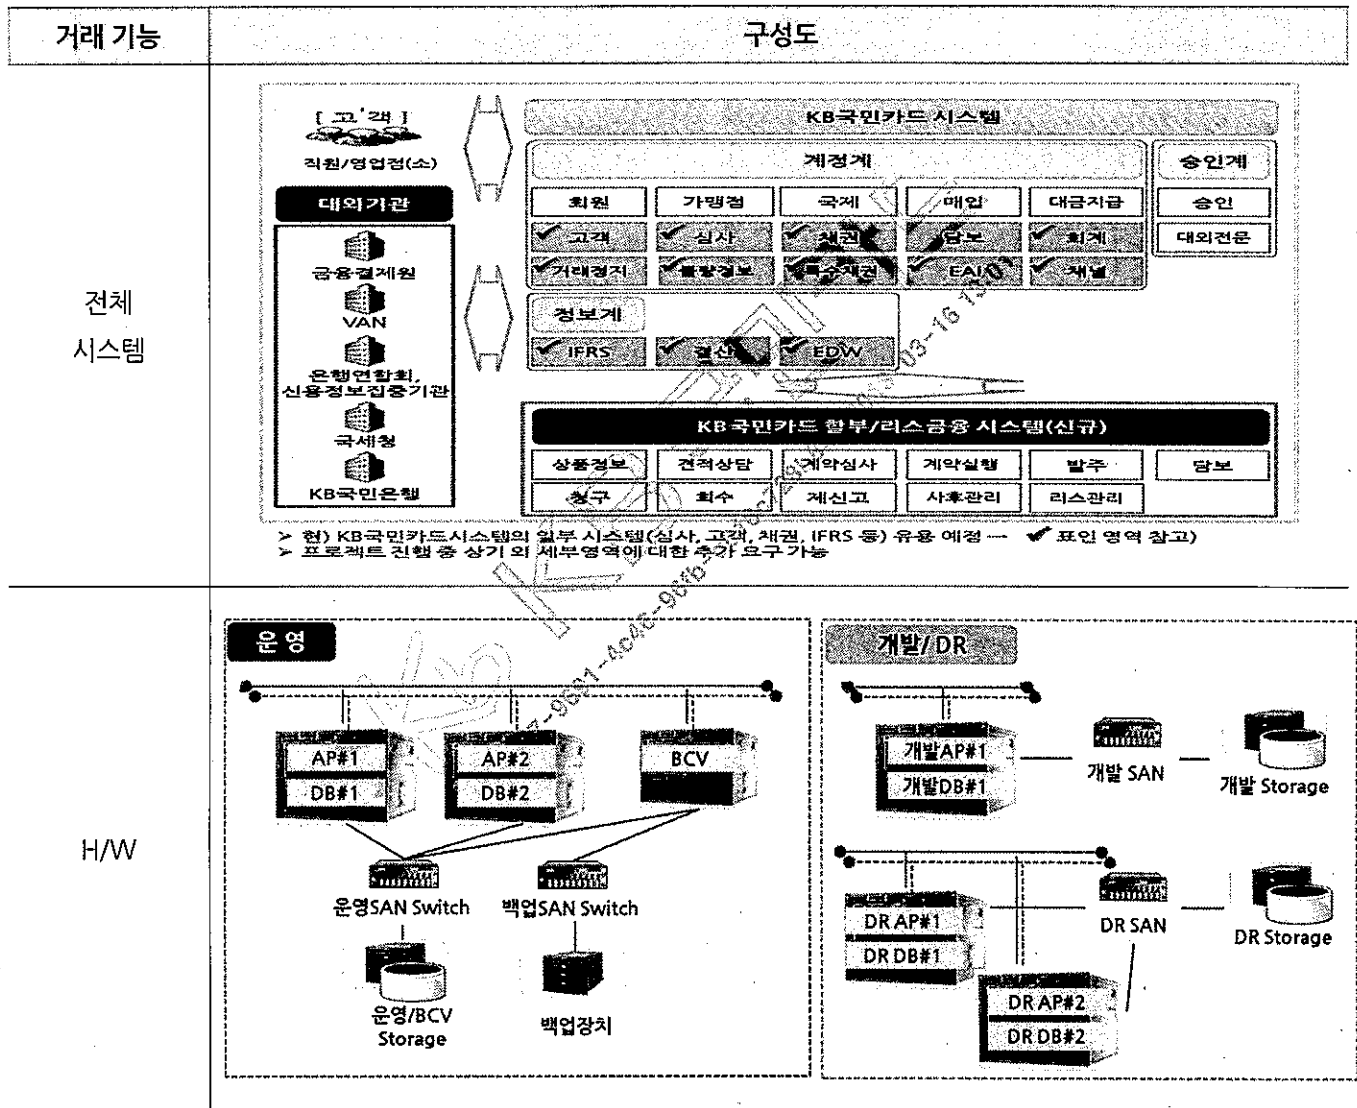 거래 기능
구성도
전체
시스템
[ 고객 ]
직원/영업점(소)
대외기관
금융결제원
VAN
은행연합회,
신용정보집중기관
국세청
KB국민은행
KB국민카드 시스템
계정계
승인계
회원 가맹점 국제 매입 대금지급 승인
✔고객 ✔심사 ✔채권 담보 ✔회계 대외전문
✔거래정지 ✔불량정보 ✔특수채권 ✔EAI ✔채널
정보계
✔IFRS ✔결산 ✔EDW
KB국민카드 할부/리스금융 시스템(신규)
상품정보 견적상담 계약심사 계약실행 발주 담보
청구 회수 재신고 사후관리 리스관리
➢ 현) KB국민카드시스템의 일부 시스템(심사, 고객, 채권, IFRS 등) 유용 예정 ㅡ ✔ 표인 영역 참고)
➢ 프로젝트 진행 중 상기 외 세부영역에 대한 추가 요구 가능
H/W
운영
AP#1
DB#1
AP#2
DB#2
BCV
운영SAN Switch
백업SAN Switch
운영/BCV
Storage
백업장치
개발/ DR
개발AP#1
개발DB#1
개발 SAN
개발 Storage
DR AP#1
DR DB#1
DR SAN
DR Storage
DR AP#2
DR DB#2